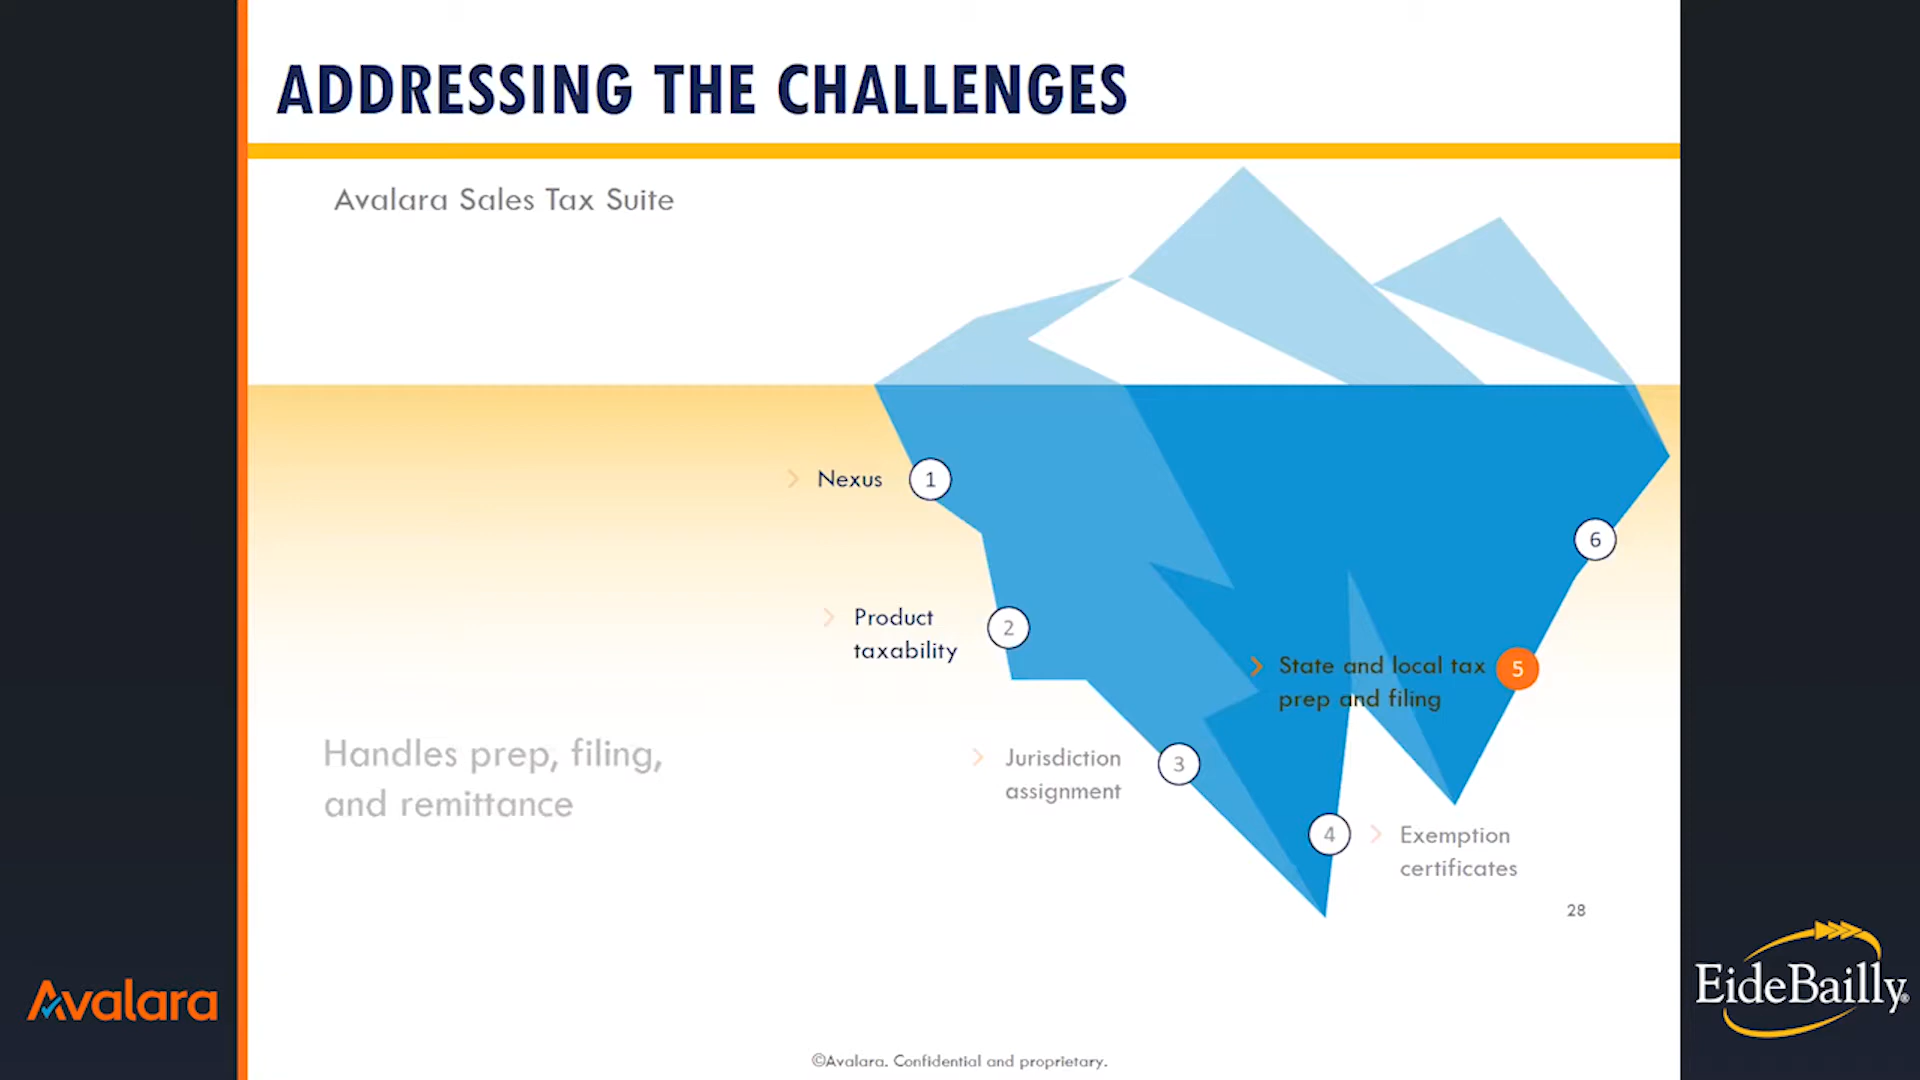 ADDRESSING THE CHALLENGES
Avalara Sales Tax Suite
Nexus
1
6
Product
taxability
2
State and local tax
prep and filing
5
Handles prep, filing,
and remittance
Jurisdiction
assignment
3
4
Exemption
certificates
28
Avalara
EideBailly®
©Avalara. Confidential and proprietary.